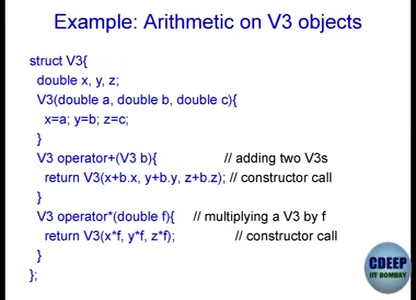 Example: Arithmetic on V3 objects
struct V3{
double x, y, z;
V3(double a, double b, double c){
x=a; y=b; z=c;
}
V3 operator+(V3 b){ // adding two V3s
return V3(x+b.x, y+b.y, z+b.z); // constructor call
}
V3 operator*(double f){ // multiplying a V3 by f
return V3(x*f, y*f, z*f); // constructor call
}
};
CDEEP
IIT BOMBAY